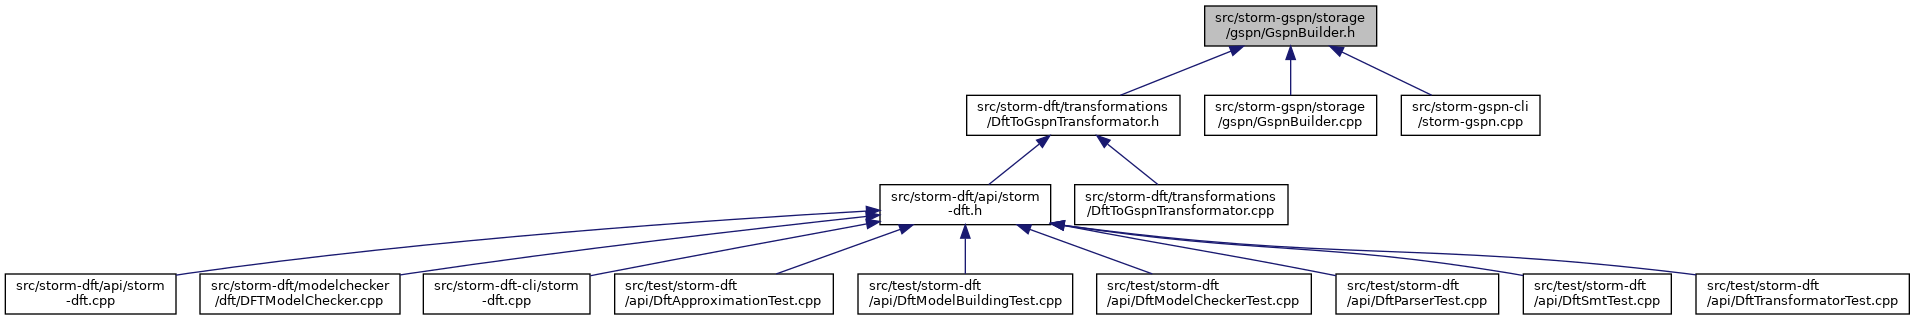 src/storm-gspn/storage
/gspn/GspnBuilder.h
src/storm-dft/transformations
/DftToGspnTransformator.h
src/storm-gspn/storage
/gspn/GspnBuilder.cpp
src/storm-gspn-cli
/storm-gspn.cpp
src/storm-dft/api/storm
-dft.h
src/storm-dft/transformations
/DftToGspnTransformator.cpp
src/storm-dft/api/storm
-dft.cpp
src/storm-dft/modelchecker
/dft/DFTModelChecker.cpp
src/storm-dft-cli/storm
-dft.cpp
src/test/storm-dft
/api/DftApproximationTest.cpp
src/test/storm-dft
/api/DftModelBuildingTest.cpp
src/test/storm-dft
/api/DftModelCheckerTest.cpp
src/test/storm-dft
/api/DftParserTest.cpp
src/test/storm-dft
/api/DftSmtTest.cpp
src/test/storm-dft
/api/DftTransformatorTest.cpp